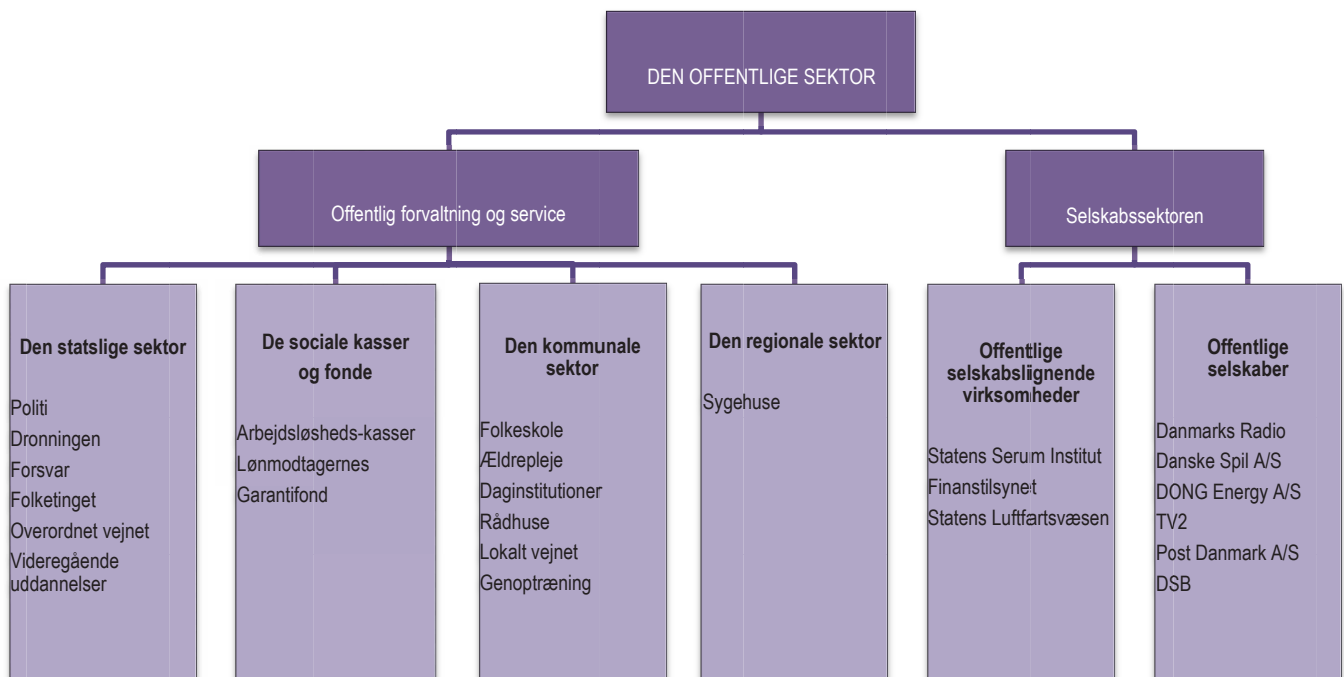 DEN OFFENTLIGE SEKTOR
Offentlig forvaltning og service
Selskabssektoren
Den statslige sektor
Politi
Dronningen
Forsvar
Folketinget
Overordnet vejnet
Videregående
uddannelser
De sociale kasser
og fonde
Arbejdsløsheds-kasser
Lønmodtagernes
Garantifond
Den kommunale
sektor
Folkeskole
Ældrepleje
Daginstitutioner
Rådhuse
Lokalt vejnet
Genoptræning
Den regionale sektor
Sygehuse
Offentlige
selskabslignende
virksomheder
Statens Serum Institut
Finanstilsynet
Statens Luftfartsvæsen
Offentlige
selskaber
Danmarks Radio
Danske Spil A/S
DONG Energy A/S
TV2
Post Danmark A/S
DSB